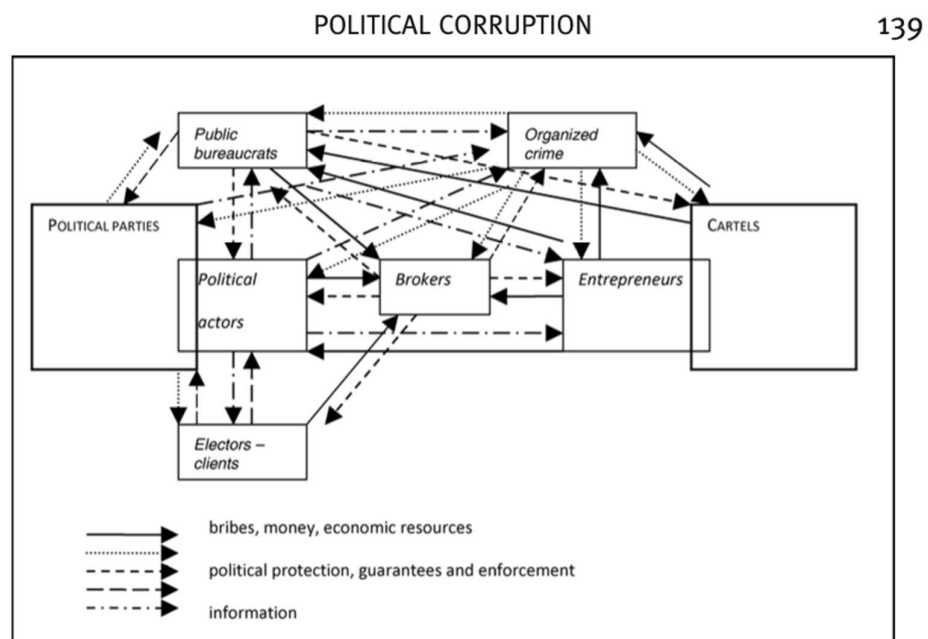 POLITICAL CORRUPTION 139
Public
bureaucrats
Organized
crime
POLITICAL PARTIES
CARTELS
Political
actors
Brokers
Entrepreneurs
Electors –
clients
bribes, money, economic resources
political protection, guarantees and enforcement
information